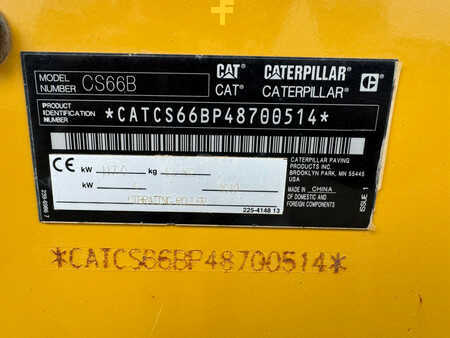 MODEL NUMBER CS66B
CAT CATERPILLAR
CAT® CATERPILLAR® C
PRODUCT IDENTIFICATION NUMBER *CATCS66BP48700514*
CATERPILLAR PAVING
PRODUCTS INC.
BROOKLYN PARK, MN 55445
USA
CE kW kg
kW
VIBRATING ROLLER
MADE IN CHINA
OF DOMESTIC AND
FOREIGN COMPONENTS
225-4148 13
ISSUE 1
*CATCS66BP48700514*